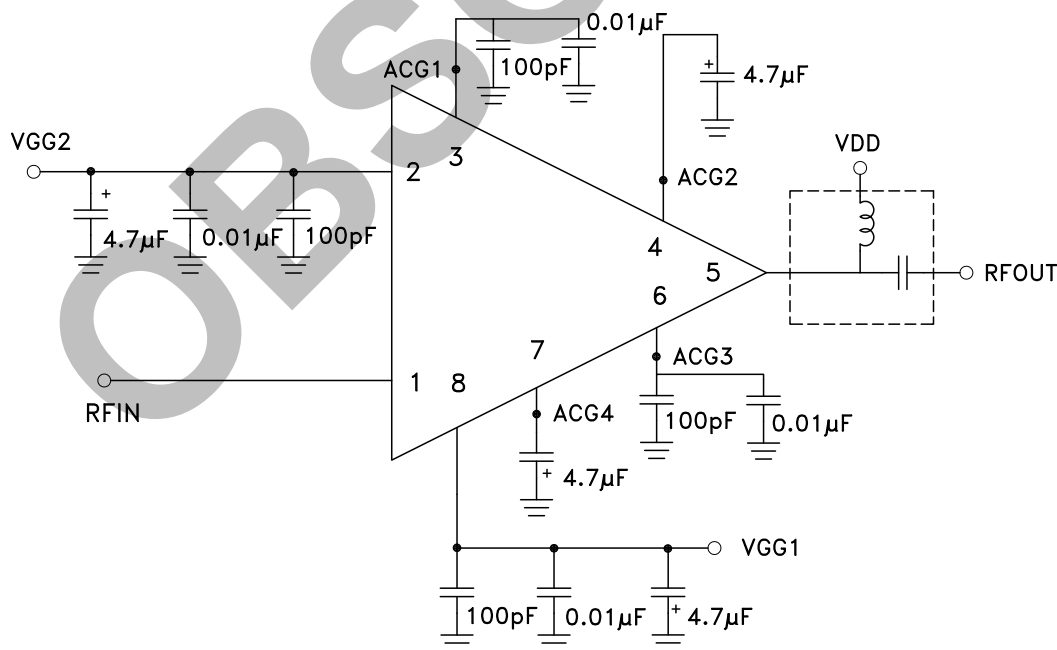 OBSO
0.01µF
100pF
ACG1
+
4.7µF
VGG2
2
3
ACG2
VDD
+
4.7µF
0.01µF
100pF
4
5
6
RFOUT
7
ACG3
RFIN
1
8
ACG4
100pF
0.01µF
+
4.7µF
VGG1
100pF
0.01µF
+
4.7µF